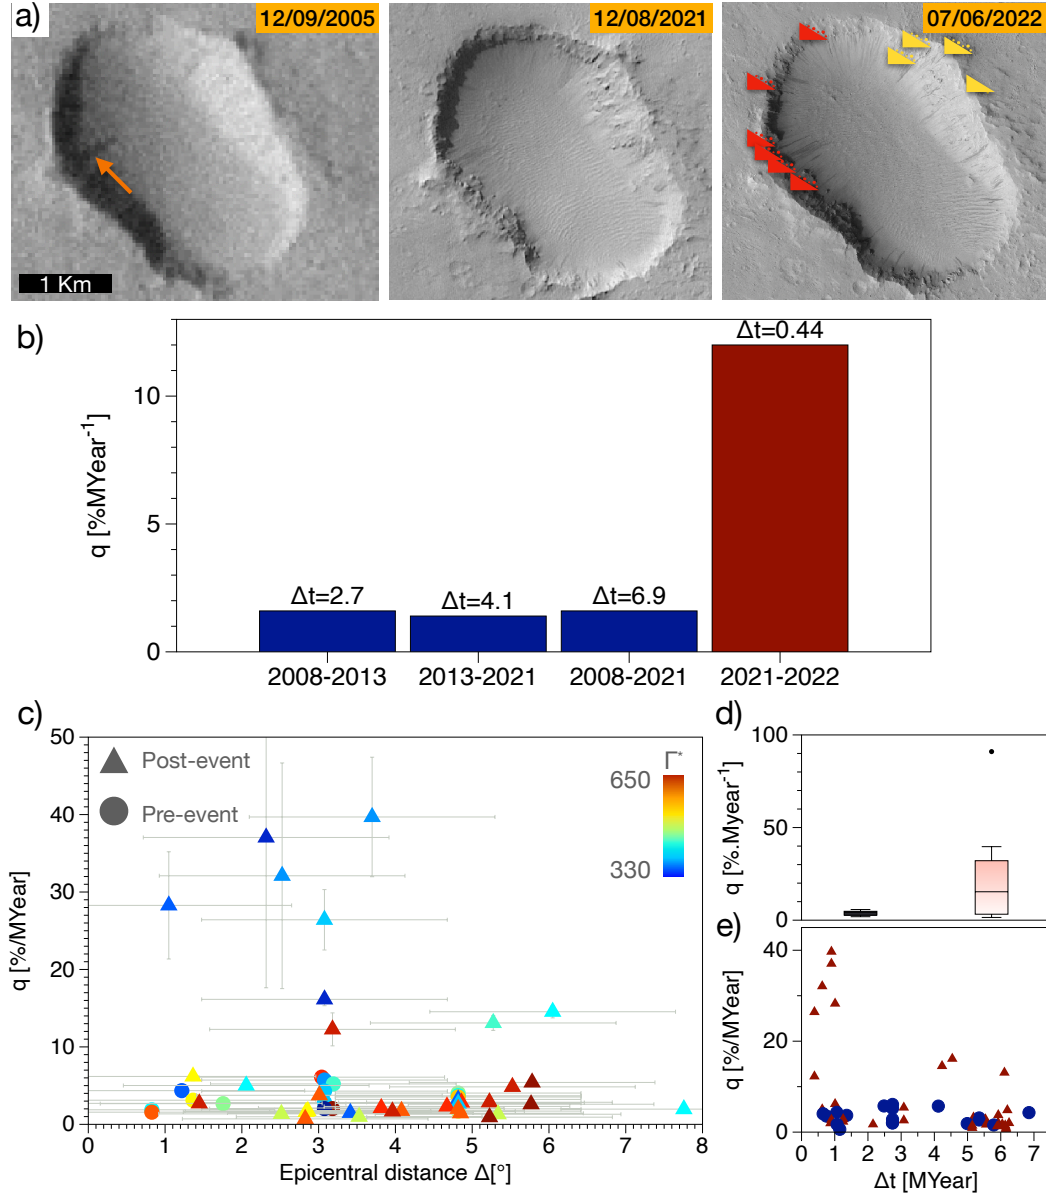 a)
12/09/2005
12/08/2021
07/06/2022
1 Km
b)
q [%MYear⁻¹]
10
5
0
Δt=2.7
Δt=4.1
Δt=6.9
Δt=0.44
2008-2013
2013-2021
2008-2021
2021-2022
c)
q [%/MYear]
50
40
30
20
10
0
Post-event
Pre-event
Γ*
650
330
0 1 2 3 4 5 6 7 8
Epicentral distance Δ[°]
d)
q [%.Myear⁻¹]
100
50
0
e)
q [%/MYear]
40
20
0
0 1 2 3 4 5 6 7
Δt [MYear]